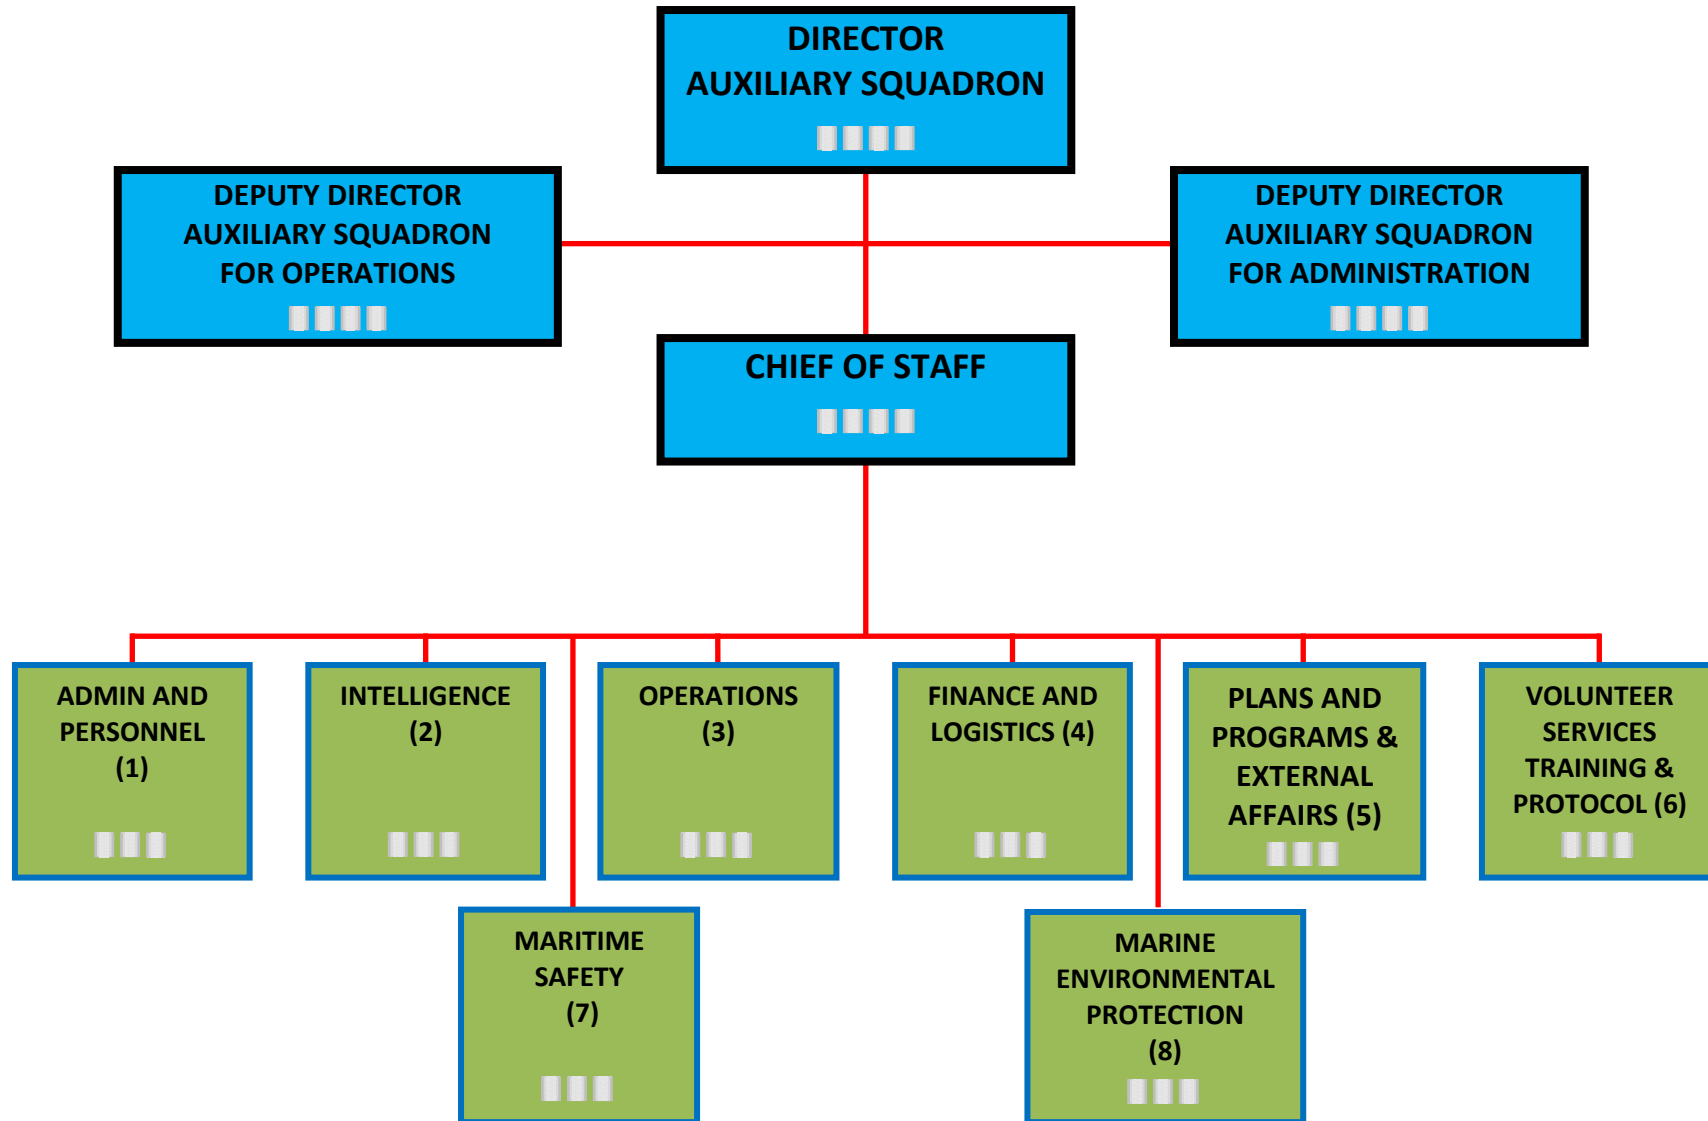 DIRECTOR
AUXILIARY SQUADRON
DEPUTY DIRECTOR
AUXILIARY SQUADRON
FOR OPERATIONS
DEPUTY DIRECTOR
AUXILIARY SQUADRON
FOR ADMINISTRATION
CHIEF OF STAFF
ADMIN AND
PERSONNEL
(1)
INTELLIGENCE
(2)
OPERATIONS
(3)
FINANCE AND
LOGISTICS (4)
PLANS AND
PROGRAMS &
EXTERNAL
AFFAIRS (5)
VOLUNTEER
SERVICES
TRAINING &
PROTOCOL (6)
MARITIME
SAFETY
(7)
MARINE
ENVIRONMENTAL
PROTECTION
(8)